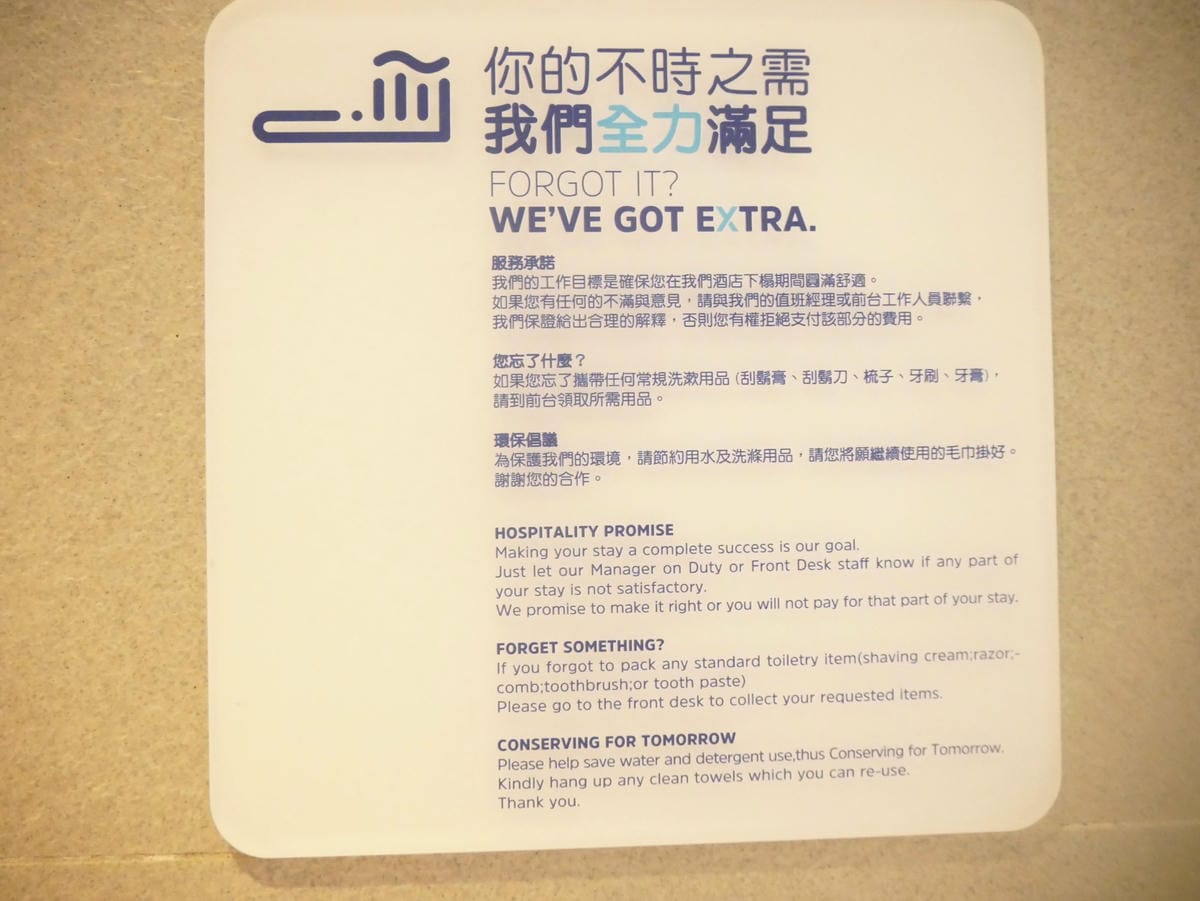 你的不時之需
我們全力滿足
FORGOT IT?
WE'VE GOT EXTRA.
服務承諾
我們的工作目標是確保您在我們酒店下榻期間圓滿舒適。
如果您有任何的不滿與意見，請與我們的值班經理或前台工作人員聯繫，
我們保證給出合理的解釋，否則您有權拒絕支付該部分的費用。
您忘了什麼？
如果您忘了攜帶任何常規洗漱用品 (刮鬍膏、刮鬍刀、梳子、牙刷、牙膏)，
請到前台領取所需用品。
環保倡議
為保護我們的環境，請節約用水及洗滌用品，請您將願繼續使用的毛巾掛好。
謝謝您的合作。
HOSPITALITY PROMISE
Making your stay a complete success is our goal.
Just let our Manager on Duty or Front Desk staff know if any part of
your stay is not satisfactory.
We promise to make it right or you will not pay for that part of your stay.
FORGET SOMETHING?
If you forgot to pack any standard toiletry item(shaving cream;razor;-
comb;toothbrush;or tooth paste)
Please go to the front desk to collect your requested items.
CONSERVING FOR TOMORROW
Please help save water and detergent use,thus Conserving for Tomorrow.
Kindly hang up any clean towels which you can re-use.
Thank you.